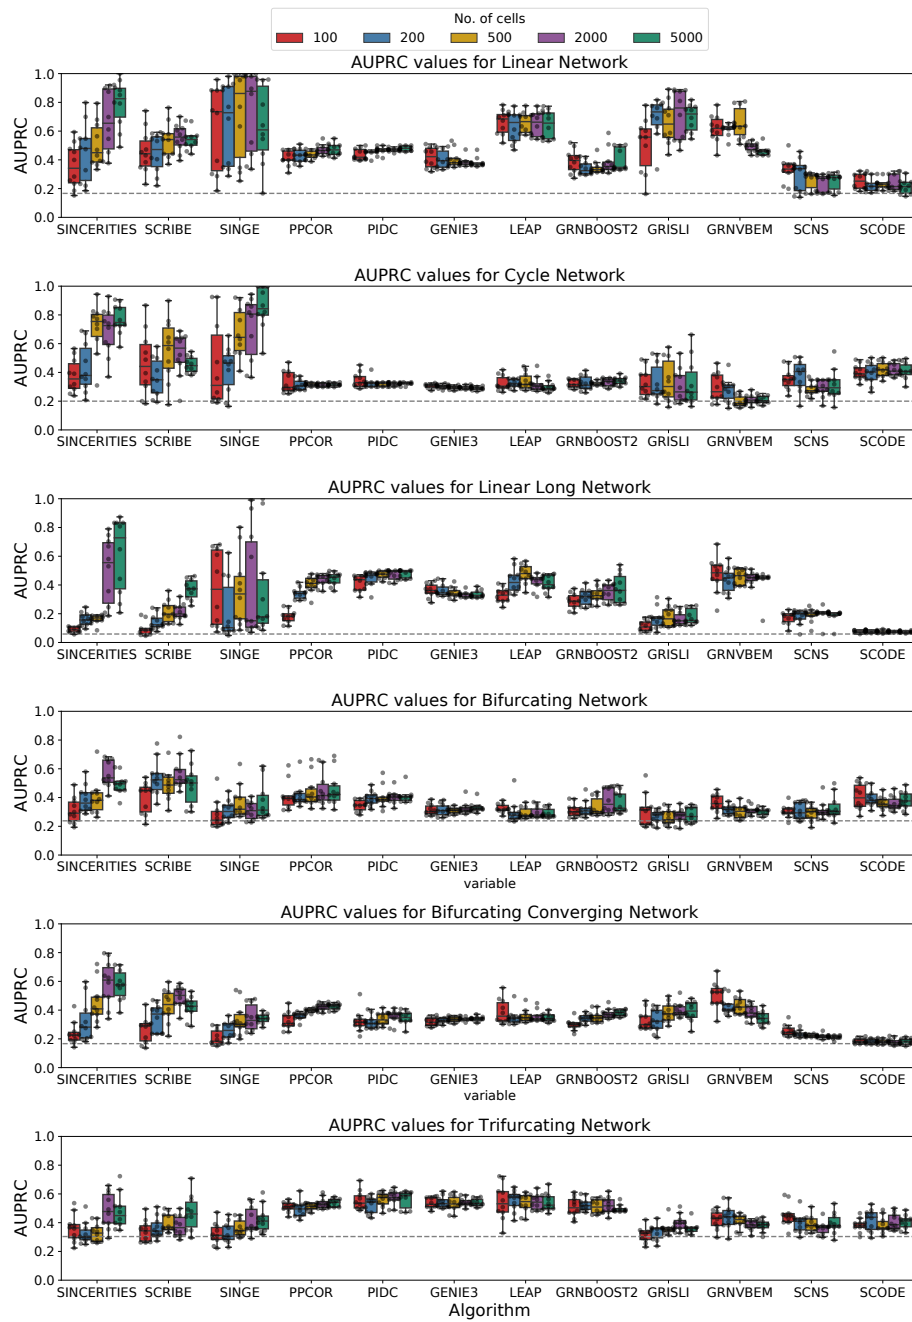 No. of cells
100 200 500 2000 5000
AUPRC values for Linear Network
AUPRC
1.0
0.8
0.6
0.4
0.2
0.0
SINCERITIES SCRIBE SINGE PPCOR PIDC GENIE3 LEAP GRNBOOST2 GRISLI GRNVBEM SCNS SCODE
AUPRC values for Cycle Network
AUPRC
1.0
0.8
0.6
0.4
0.2
0.0
SINCERITIES SCRIBE SINGE PPCOR PIDC GENIE3 LEAP GRNBOOST2 GRISLI GRNVBEM SCNS SCODE
AUPRC values for Linear Long Network
AUPRC
1.0
0.8
0.6
0.4
0.2
0.0
SINCERITIES SCRIBE SINGE PPCOR PIDC GENIE3 LEAP GRNBOOST2 GRISLI GRNVBEM SCNS SCODE
AUPRC values for Bifurcating Network
AUPRC
1.0
0.8
0.6
0.4
0.2
0.0
SINCERITIES SCRIBE SINGE PPCOR PIDC GENIE3 LEAP GRNBOOST2 GRISLI GRNVBEM SCNS SCODE
variable
AUPRC values for Bifurcating Converging Network
AUPRC
1.0
0.8
0.6
0.4
0.2
0.0
SINCERITIES SCRIBE SINGE PPCOR PIDC GENIE3 LEAP GRNBOOST2 GRISLI GRNVBEM SCNS SCODE
variable
AUPRC values for Trifurcating Network
AUPRC
1.0
0.8
0.6
0.4
0.2
0.0
SINCERITIES SCRIBE SINGE PPCOR PIDC GENIE3 LEAP GRNBOOST2 GRISLI GRNVBEM SCNS SCODE
Algorithm